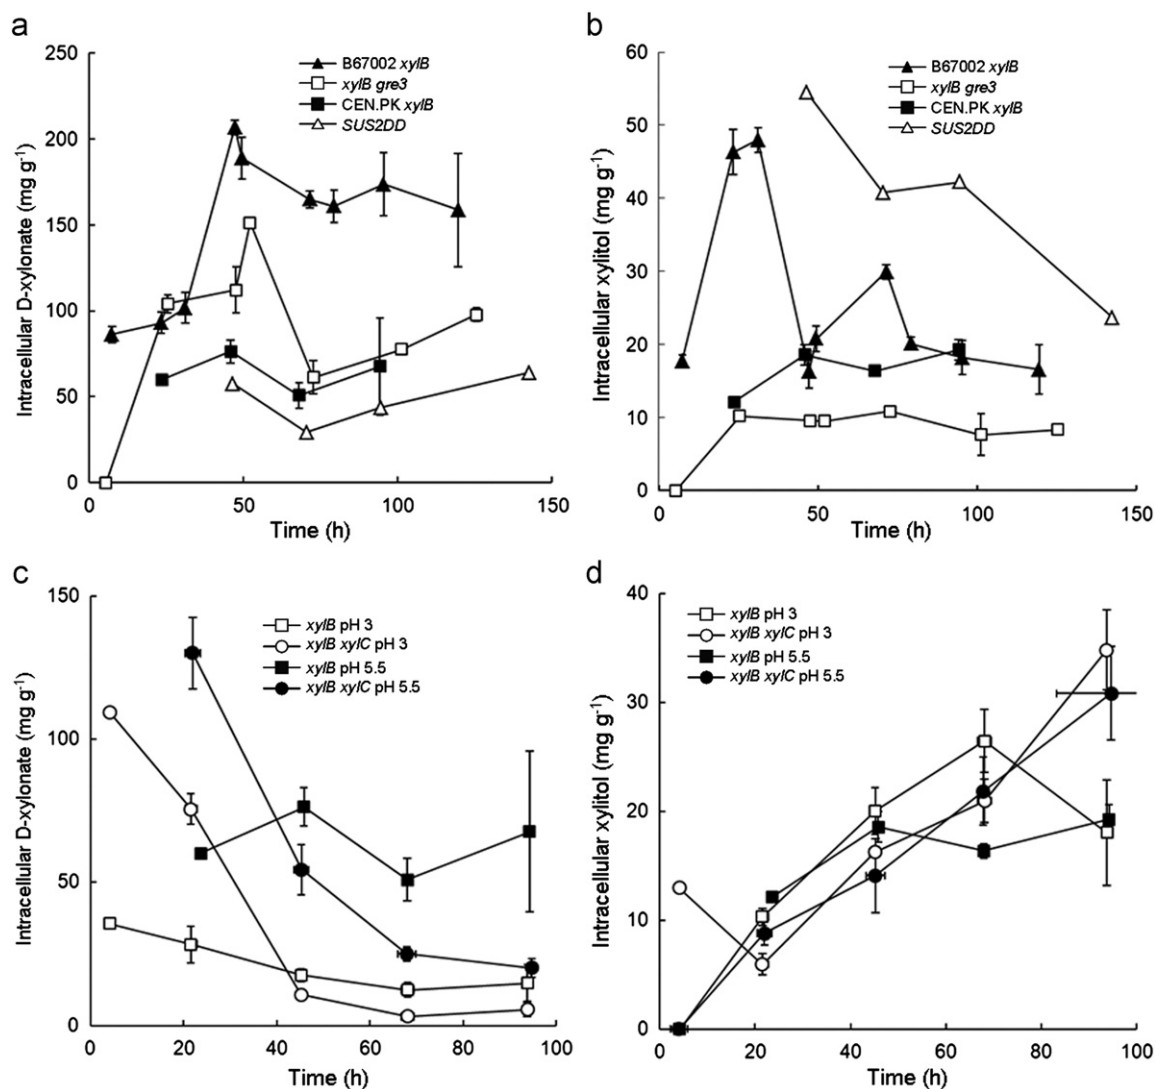 a
250
200
150
100
50
0
Intracellular D-xylonate (mg g-1)
B67002 xylB
xylB gre3
CEN.PK xylB
SUS2DD
0 50 100 150
Time (h)
b
60
50
40
30
20
10
0
Intracellular xylitol (mg g-1)
B67002 xylB
xylB gre3
CEN.PK xylB
SUS2DD
0 50 100 150
Time (h)
c
150
100
50
0
Intracellular D-xylonate (mg g-1)
xylB pH 3
xylB xylC pH 3
xylB pH 5.5
xylB xylC pH 5.5
0 20 40 60 80 100
Time (h)
d
40
30
20
10
0
Intracellular xylitol (mg g-1)
xylB pH 3
xylB xylC pH 3
xylB pH 5.5
xylB xylC pH 5.5
0 20 40 60 80 100
Time (h)